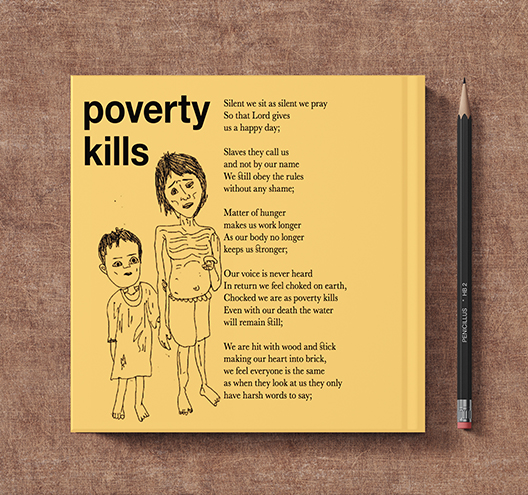 poverty
kills
Silent we sit as silent we pray
So that Lord gives
us a happy day;
Slaves they call us
and not by our name
We still obey the rules
without any shame;
Matter of hunger
makes us work longer
As our body no longer
keeps us stronger;
Our voice is never heard
In return we feel choked on earth,
Chocked we are as poverty kills
Even with our death the water
will remain still;
We are hit with wood and stick
making our heart into brick,
we feel everyone is the same
as when they look at us they only
have harsh words to say;
PENCILLUS * HB 2